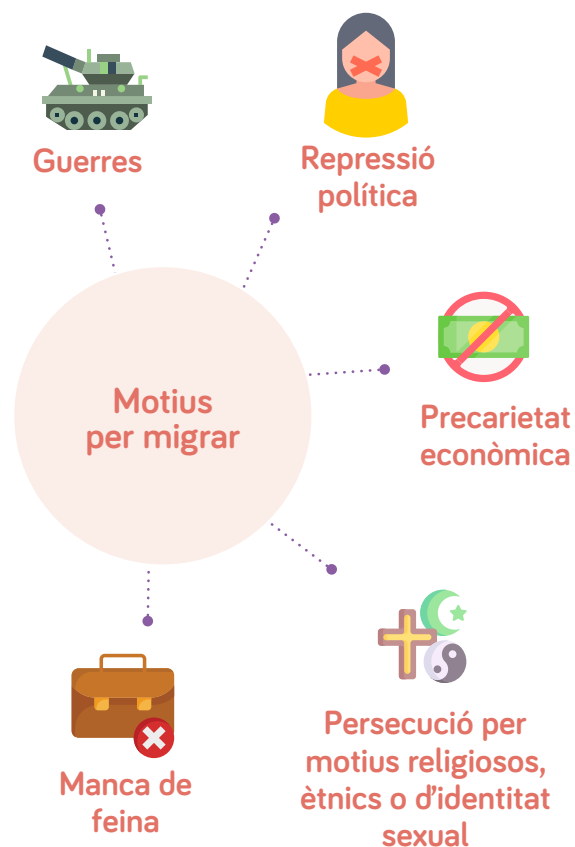 Guerres
Repressió
política
Motius
per migrar
Precarietat
econòmica
Manca de
feina
Persecució per
motius religiosos,
ètnics o d'identitat
sexual